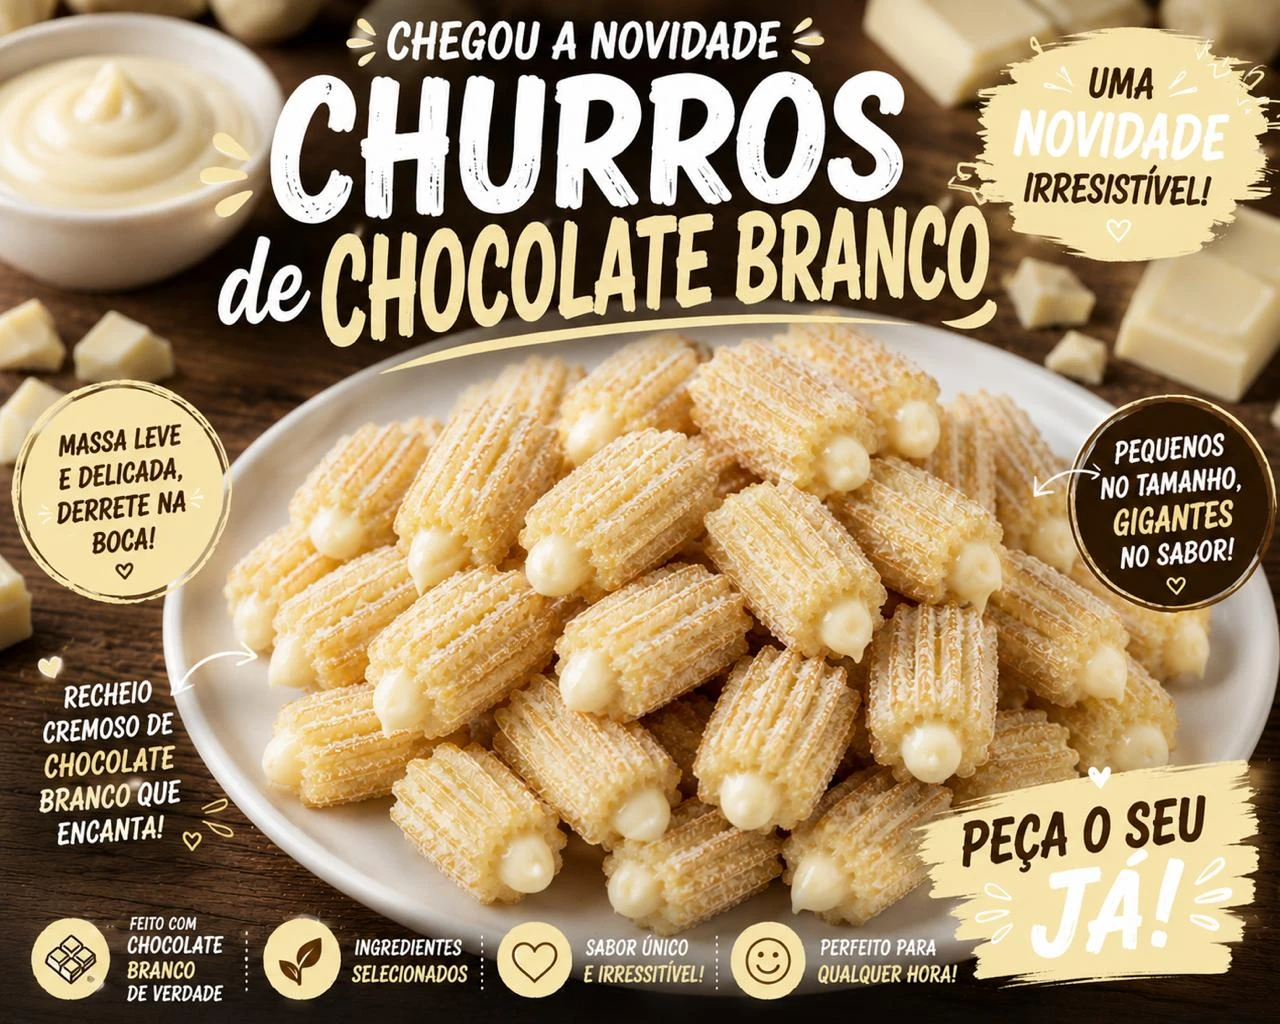 CHEGOU A NOVIDADE
CHURROS
de CHOCOLATE BRANCO
UMA
NOVIDADE
IRRESISTÍVEL!
MASSA LEVE
E DELICADA,
DERRETE NA
BOCA!
PEQUENOS
NO TAMANHO,
GIGANTES
NO SABOR!
RECHEIO
CREMOSO DE
CHOCOLATE
BRANCO QUE
ENCANTA!
PEÇA O SEU
JÁ!
FEITO COM
CHOCOLATE
BRANCO
DE VERDADE
INGREDIENTES
SELECIONADOS
SABOR ÚNICO
E IRRESSITÍVEL!
PERFEITO PARA
QUALQUER HORA!